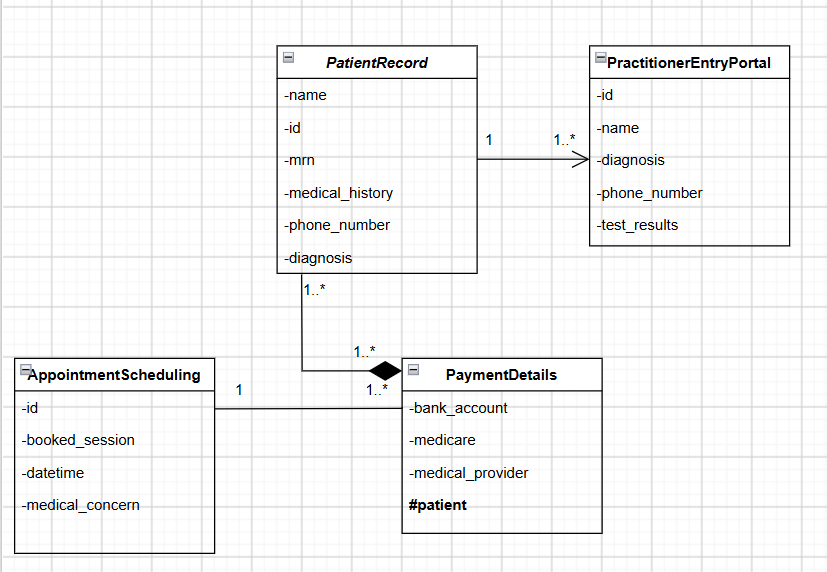 PatientRecord
-name
-id
-mrn
-medical_history
-phone_number
-diagnosis
1
1..*
PractitionerEntryPortal
-id
-name
-diagnosis
-phone_number
-test_results
1..*
1..*
AppointmentScheduling
-id
-booked_session
-datetime
-medical_concern
1
1..*
PaymentDetails
-bank_account
-medicare
-medical_provider
#patient